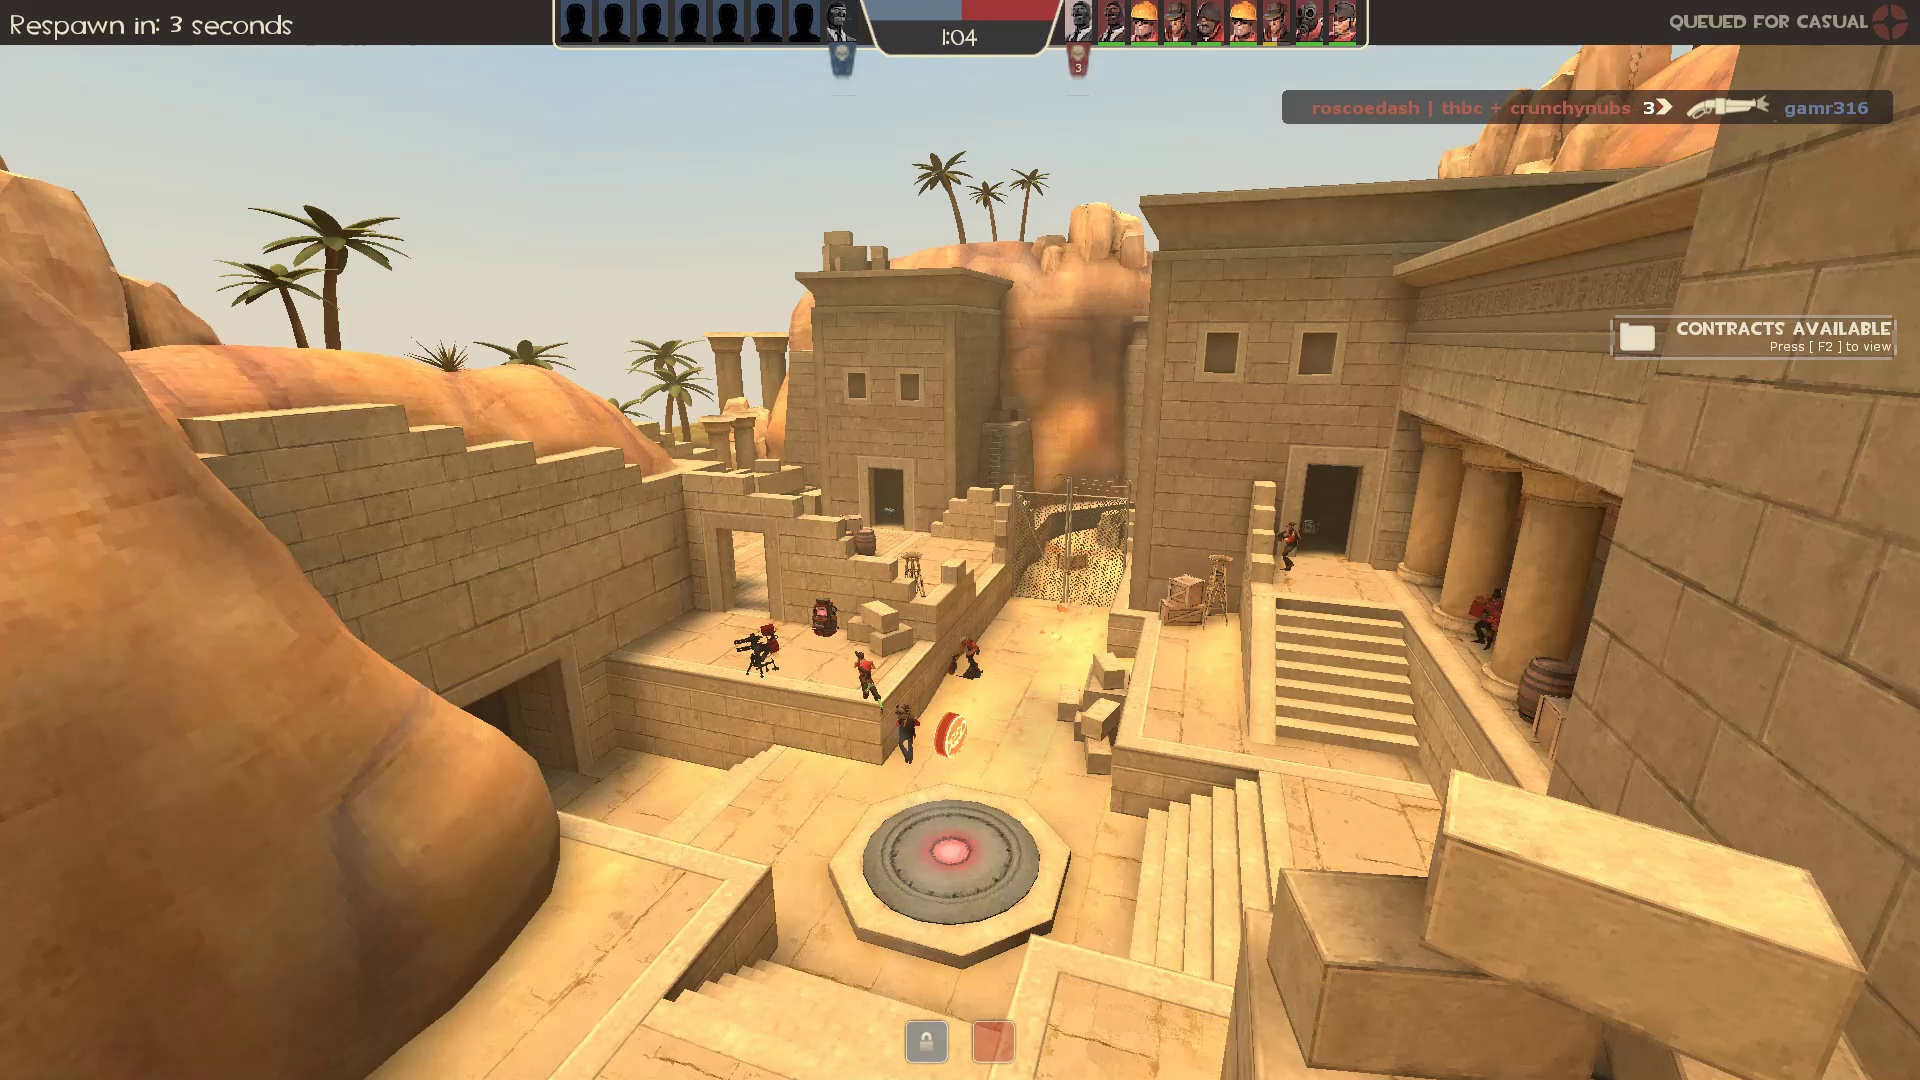 Respawn in: 3 seconds
1:04
3
QUEUED FOR CASUAL
roscoedash | thbc + crunchynubs 3 gamr316
CONTRACTS AVAILABLE
Press [ F2 ] to view